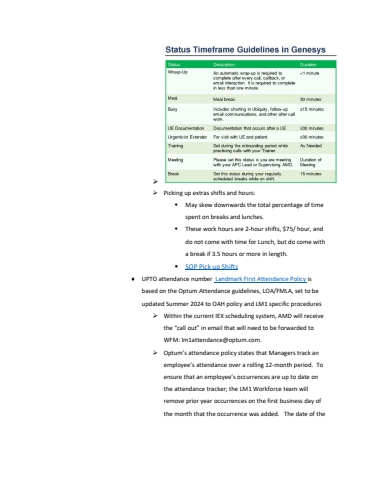 Status Timeframe Guidelines in Genesys
Status Description Duration
Wrap-Up An automatic wrap-up is required to <1 minute
complete after every call, callback, or
email interaction. It is required to complete
in less than one minute.
Meal Meal break 30 minutes
Busy Includes charting in Ubiquity, follow-up ≤15 minutes
email communications, and other after call
work.
UE Documentation Documentation that occurs after a UE ≤30 minutes
Urgentivist Extender For visit with UE and patient. ≤30 minutes
Training Set during the onboarding period while As Needed
practicing calls with your Trainer
Meeting Please set this status is you are meeting Duration of
with your APC Lead or Supervising AMD. Meeting
Break Set this status during your regularly 15 minutes
scheduled breaks while on shift.
➢
➢ Picking up extras shifts and hours:
▪ May skew downwards the total percentage of time
spent on breaks and lunches.
▪ These work hours are 2-hour shifts, $75/ hour, and
do not come with time for Lunch, but do come with
a break if 3.5 hours or more in length.
▪ SOP Pick up Shifts
● UPTO attendance number Landmark First Attendance Policy is
based on the Optum Attendance guidelines, LOA/FMLA, set to be
updated Summer 2024 to OAH policy and LM1 specific procedures
➢ Within the current IEX scheduling system, AMD will receive
the "call out" in email that will need to be forwarded to
WFM: lm1attendance@optum.com.
➢ Optum's attendance policy states that Managers track an
employee's attendance over a rolling 12-month period. To
ensure that an employee's occurrences are up to date on
the attendance tracker; the LM1 Workforce team will
remove prior year occurrences on the first business day of
the month that the occurrence was added. The date of the